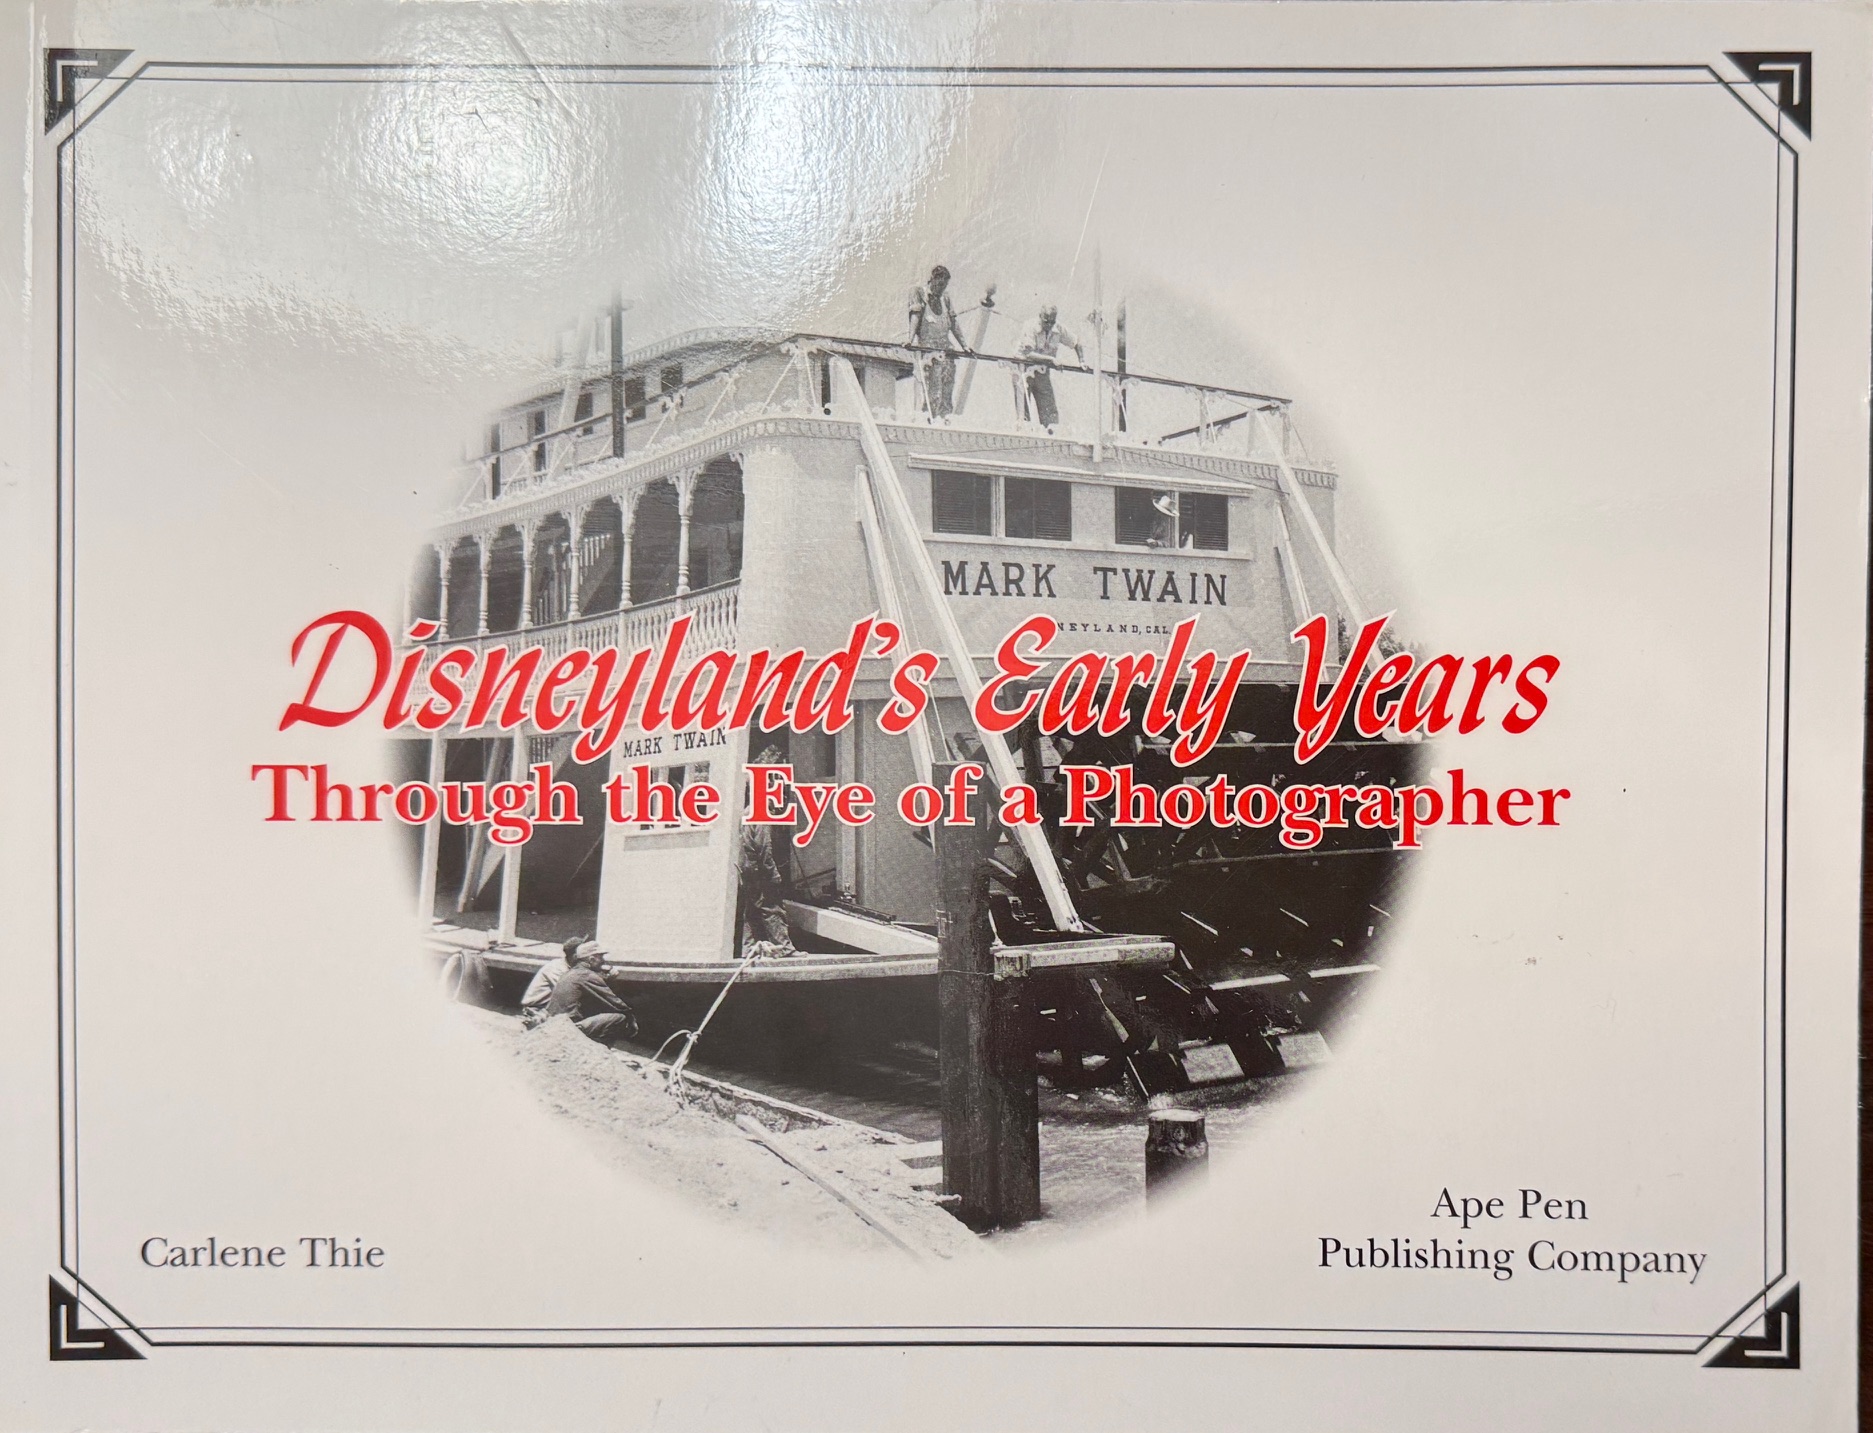 MARK TWAIN
NEYLAND, CAL.
Disneyland's Early Years
MARK TWAIN
Through the Eye of a Photographer
Carlene Thie
Ape Pen
Publishing Company